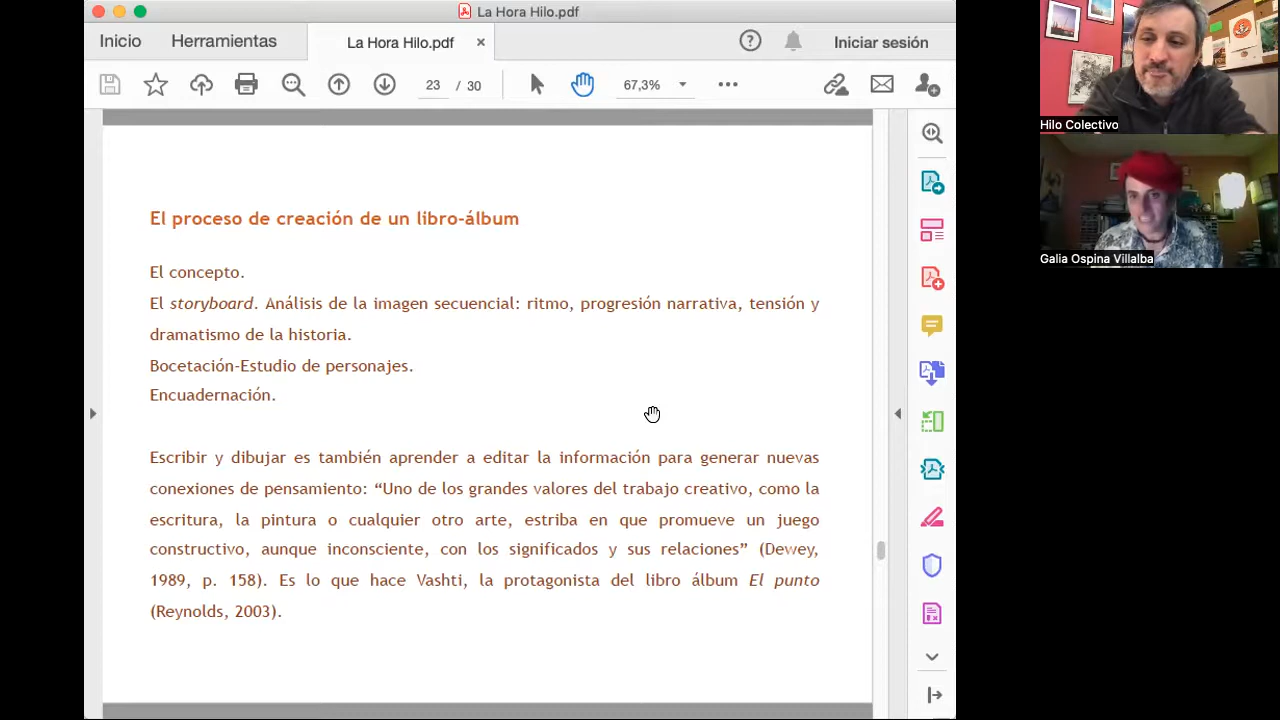 La Hora Hilo.pdf
Inicio
Herramientas
La Hora Hilo.pdf
×
Iniciar sesión
23 / 30
67,3%
El proceso de creación de un libro-álbum
El concepto.
El storyboard. Análisis de la imagen secuencial: ritmo, progresión narrativa, tensión y
dramatismo de la historia.
Bocetación-Estudio de personajes.
Encuadernación.
Escribir y dibujar es también aprender a editar la información para generar nuevas
conexiones de pensamiento: “Uno de los grandes valores del trabajo creativo, como la
escritura, la pintura o cualquier otro arte, estriba en que promueve un juego
constructivo, aunque inconsciente, con los significados y sus relaciones” (Dewey,
1989, p. 158). Es lo que hace Vashti, la protagonista del libro álbum El punto
(Reynolds, 2003).
Hilo Colectivo
Galia Ospina Villalba